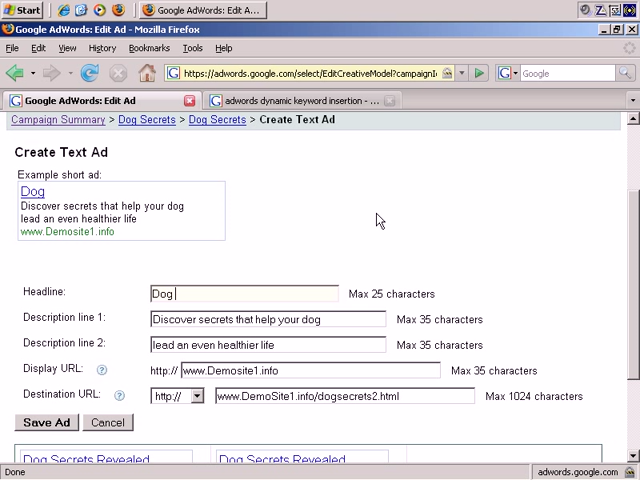 Start
Google AdWords: Edit A...
Google AdWords: Edit Ad - Mozilla Firefox
File Edit View History Bookmarks Tools Help
https://adwords.google.com/select/EditCreativeModel?campaignI
Google
Google AdWords: Edit Ad
adwords dynamic keyword insertion - ...
Campaign Summary > Dog Secrets > Dog Secrets > Create Text Ad
Create Text Ad
Example short ad:
Dog
Discover secrets that help your dog
lead an even healthier life
www.Demosite1.info
Headline: Dog Max 25 characters
Description line 1: Discover secrets that help your dog Max 35 characters
Description line 2: lead an even healthier life Max 35 characters
Display URL: ? http:// www.Demosite1.info Max 35 characters
Destination URL: ? http:// www.DemoSite1.info/dogsecrets2.html Max 1024 characters
Save Ad Cancel
Dog Secrets Revealed Dog Secrets Revealed
Done adwords.google.com